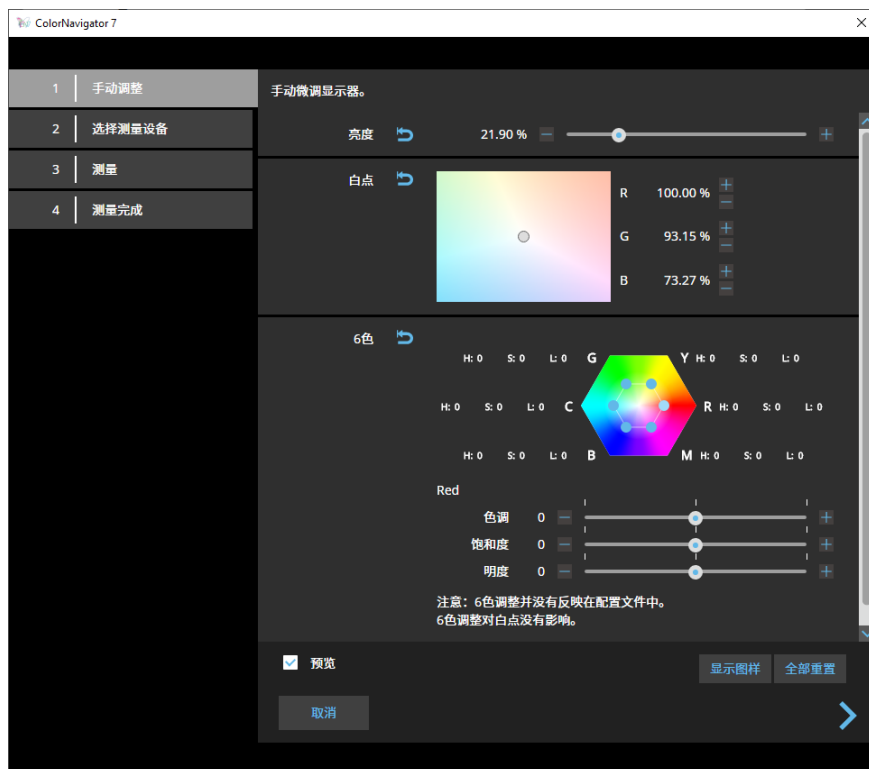 ColorNavigator 7
1 手动调整
2 选择测量设备
3 测量
4 测量完成
手动微调显示器。
亮度 21.90 %
白点
R 100.00 %
G 93.15 %
B 73.27 %
6色
H: 0 S: 0 L: 0 G Y H: 0 S: 0 L: 0
H: 0 S: 0 L: 0 C R H: 0 S: 0 L: 0
H: 0 S: 0 L: 0 B M H: 0 S: 0 L: 0
Red
色调 0
饱和度 0
明度 0
注意：6色调整并没有反映在配置文件中。
6色调整对白点没有影响。
预览
显示图样 全部重置
取消